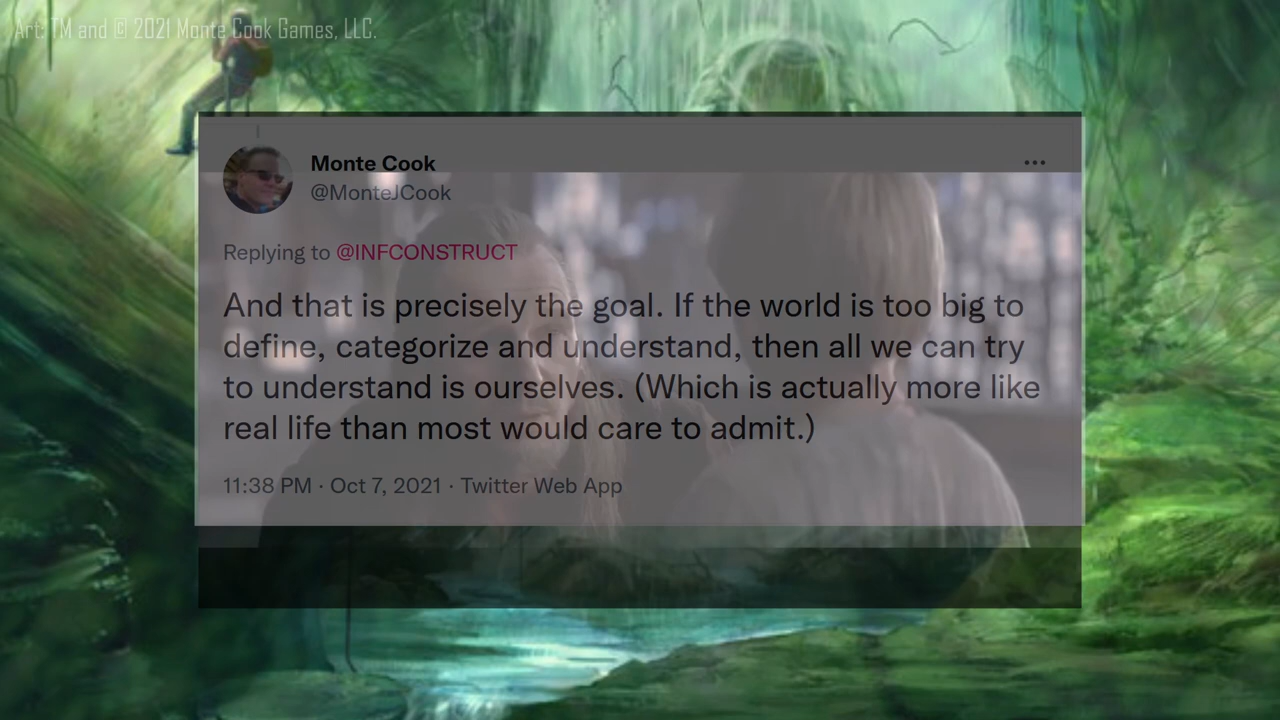 Art: TM and © 2021 Monte Cook Games, LLC.
Monte Cook
@MonteJCook
Replying to @INFCONSTRUCT
And that is precisely the goal. If the world is too big to
define, categorize and understand, then all we can try
to understand is ourselves. (Which is actually more like
real life than most would care to admit.)
11:38 PM · Oct 7, 2021 · Twitter Web App